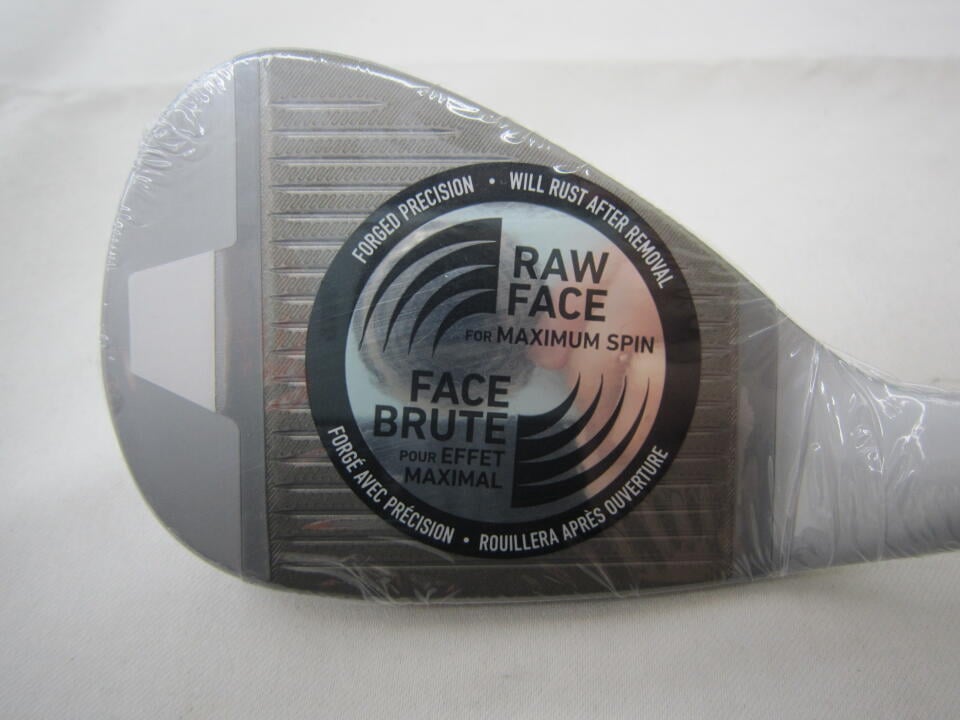 FORGED PRECISION • WILL RUST AFTER REMOVAL
RAW
FACE
FOR MAXIMUM SPIN
FACE
BRUTE
POUR EFFET
MAXIMAL
FORGÉ AVEC PRÉCISION • ROUILLERA APRÈS OUVERTURE